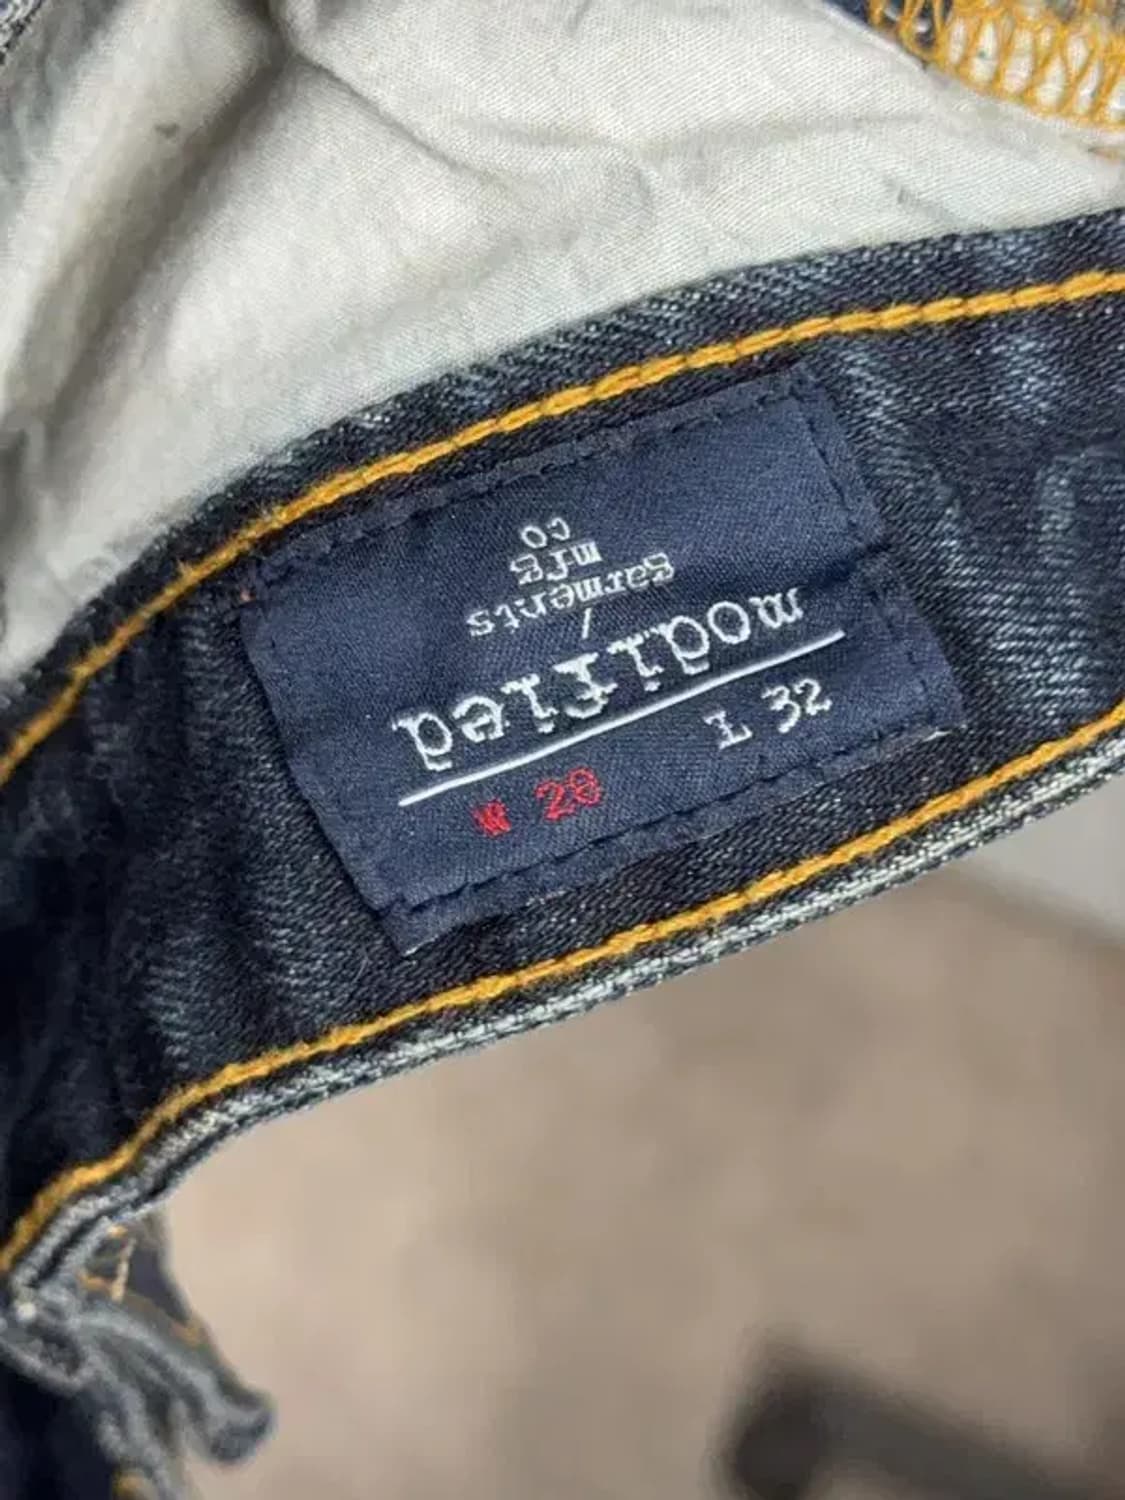 modified
/
garments
mfg
co
W 28 L 32